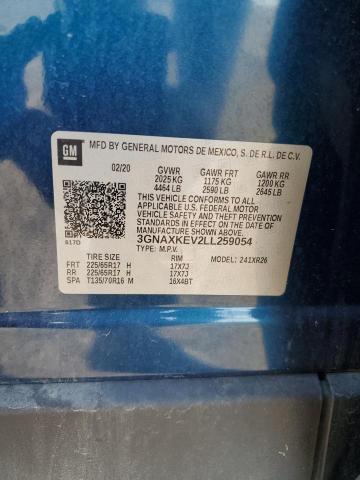 GM
MFD BY GENERAL MOTORS DE MEXICO, S. DE R.L. DE C.V.
02/20 GVWR GAWR FRT GAWR RR
2025 KG 1175 KG 1200 KG
4464 LB 2590 LB 2645 LB
THIS VEHICLE CONFORMS TO ALL APPLICABLE U.S. FEDERAL MOTOR
VEHICLE SAFETY, BUMPER, AND THEFT PREVENTION STANDARDS IN
EFFECT ON THE DATE OF MANUFACTURE SHOWN ABOVE.
617D 3GNAXKEV2LL259054
TYPE: M.P.V. MODEL: 241XR26
TIRE SIZE RIM
FRT 225/65R17 H 17X7J
RR 225/65R17 H 17X7J
SPA T135/70R16 M 16X4BT